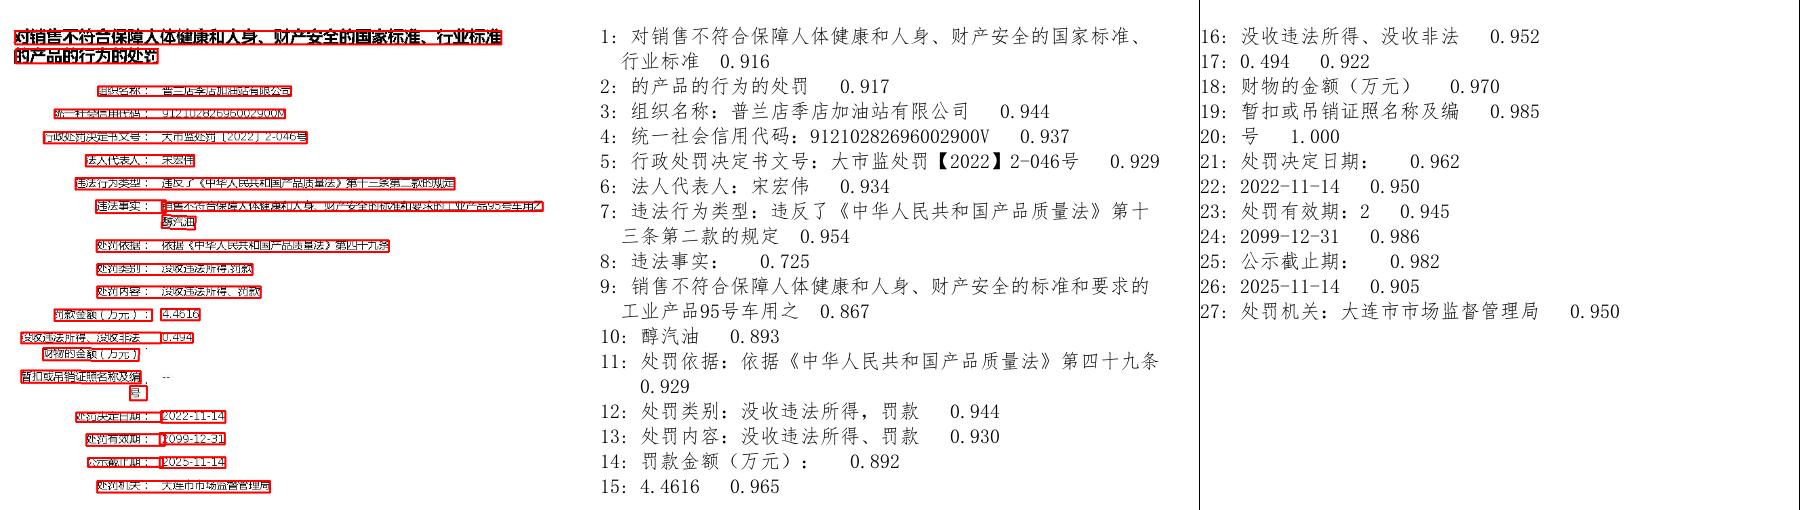 对销售不符合保障人体健康和人身、财产安全的国家标准、行业标准
的产品的行为的处罚
组织名称： 普兰店季店加油站有限公司
统一社会信用代码： 91210282696002900M
行政处罚决定书文号： 大市监处罚〔2022〕2-046号
法人代表人： 宋宏伟
违法行为类型： 违反了《中华人民共和国产品质量法》第十三条第二款的规定
违法事实： 销售不符合保障人体健康和人身、财产安全的标准和要求的工业产品95号车用乙
醇汽油
处罚依据： 依据《中华人民共和国产品质量法》第四十九条
处罚类别： 没收违法所得,罚款
处罚内容： 没收违法所得、罚款
罚款金额（万元）： 4.4616
没收违法所得、没收非法 0.494
财物的金额（万元）
暂扣或吊销证照名称及编 --
号
处罚决定日期： 2022-11-14
处罚有效期： 2099-12-31
公示截止期： 2025-11-14
处罚机关： 大连市市场监督管理局
1: 对销售不符合保障人体健康和人身、财产安全的国家标准、
行业标准 0.916
2: 的产品的行为的处罚 0.917
3: 组织名称：普兰店季店加油站有限公司 0.944
4: 统一社会信用代码：91210282696002900V 0.937
5: 行政处罚决定书文号：大市监处罚【2022】2-046号 0.929
6: 法人代表人：宋宏伟 0.934
7: 违法行为类型：违反了《中华人民共和国产品质量法》第十
三条第二款的规定 0.954
8: 违法事实： 0.725
9: 销售不符合保障人体健康和人身、财产安全的标准和要求的
工业产品95号车用之 0.867
10: 醇汽油 0.893
11: 处罚依据：依据《中华人民共和国产品质量法》第四十九条
0.929
12: 处罚类别：没收违法所得，罚款 0.944
13: 处罚内容：没收违法所得、罚款 0.930
14: 罚款金额（万元）： 0.892
15: 4.4616 0.965
16: 没收违法所得、没收非法 0.952
17: 0.494 0.922
18: 财物的金额（万元） 0.970
19: 暂扣或吊销证照名称及编 0.985
20: 号 1.000
21: 处罚决定日期： 0.962
22: 2022-11-14 0.950
23: 处罚有效期：2 0.945
24: 2099-12-31 0.986
25: 公示截止期： 0.982
26: 2025-11-14 0.905
27: 处罚机关：大连市市场监督管理局 0.950